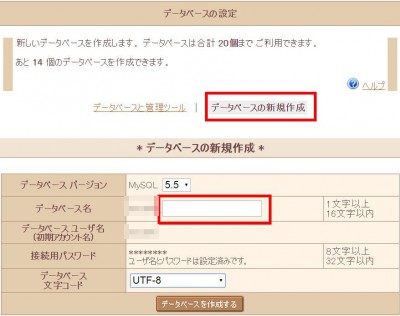 データベースの設定
新しいデータベースを作成します。データベースは合計 20個まで ご利用できます。
あと 14 個のデータベースを作成できます。
ヘルプ
データベースと管理ツール | データベースの新規作成
* データベースの新規作成 *
データベース バージョン MySQL 5.5
データベース名 1文字以上
16文字以内
データベースユーザ名
(初期アカウント名)
接続用パスワード ******** 8文字以上
ユーザ名とパスワードは設定済みです。 32文字以内
データベース
文字コード UTF-8
データベースを作成する